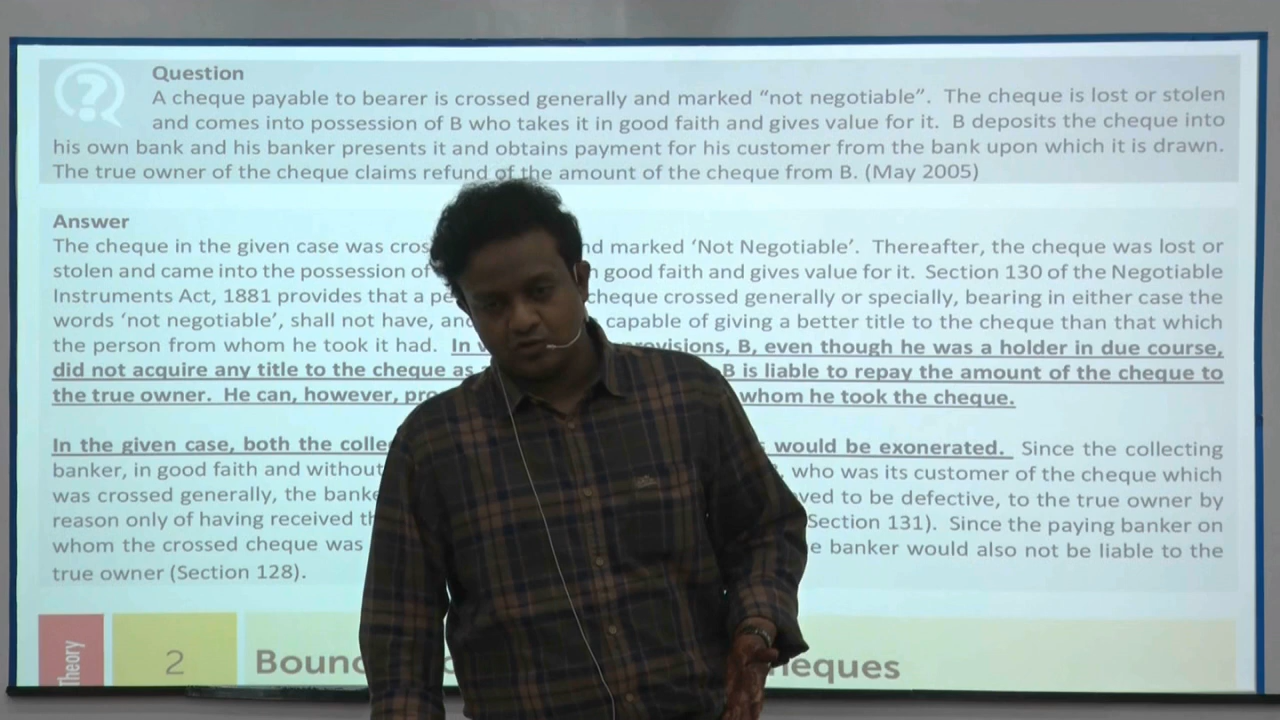 Question
A cheque payable to bearer is crossed generally and marked “not negotiable”. The cheque is lost or stolen
and comes into possession of B who takes it in good faith and gives value for it. B deposits the cheque into
his own bank and his banker presents it and obtains payment for his customer from the bank upon which it is drawn.
The true owner of the cheque claims refund of the amount of the cheque from B. (May 2005)
Answer
The cheque in the given case was cros nd marked ‘Not Negotiable’. Thereafter, the cheque was lost or
stolen and came into the possession of n good faith and gives value for it. Section 130 of the Negotiable
Instruments Act, 1881 provides that a pe cheque crossed generally or specially, bearing in either case the
words ‘not negotiable’, shall not have, and capable of giving a better title to the cheque than that which
the person from whom he took it had. In provisions, B, even though he was a holder in due course,
did not acquire any title to the cheque as B is liable to repay the amount of the cheque to
the true owner. He can, however, pro whom he took the cheque.
In the given case, both the colle would be exonerated. Since the collecting
banker, in good faith and without , who was its customer of the cheque which
was crossed generally, the banke ved to be defective, to the true owner by
reason only of having received th Section 131). Since the paying banker on
whom the crossed cheque was e banker would also not be liable to the
true owner (Section 128).
Theory
2
Bounc heques